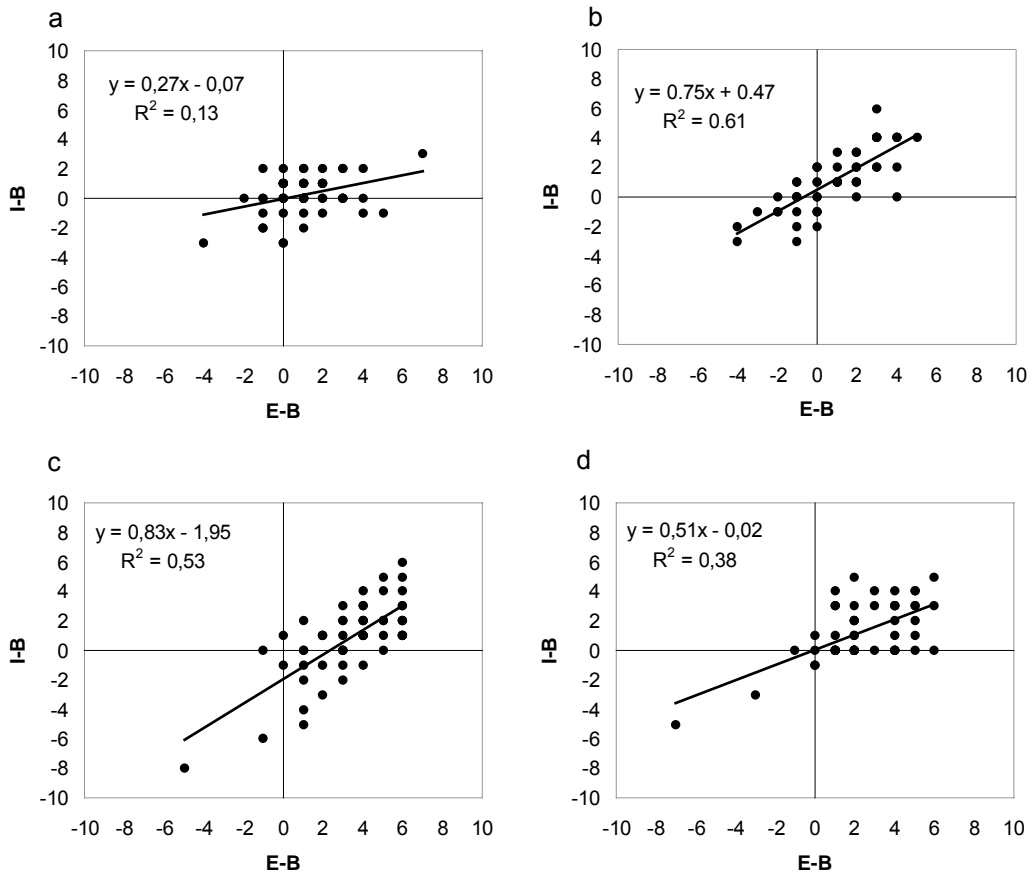 a
10
8
6
4
2
0
-2
-4
-6
-8
-10
I-B
y = 0,27x - 0,07
R² = 0,13
-10 -8 -6 -4 -2 0 2 4 6 8 10
E-B
b
10
8
6
4
2
0
-2
-4
-6
-8
-10
I-B
y = 0.75x + 0.47
R² = 0.61
-10 -8 -6 -4 -2 0 2 4 6 8 10
E-B
c
10
8
6
4
2
0
-2
-4
-6
-8
-10
I-B
y = 0,83x - 1,95
R² = 0,53
-10 -8 -6 -4 -2 0 2 4 6 8 10
E-B
d
10
8
6
4
2
0
-2
-4
-6
-8
-10
I-B
y = 0,51x - 0,02
R² = 0,38
-10 -8 -6 -4 -2 0 2 4 6 8 10
E-B